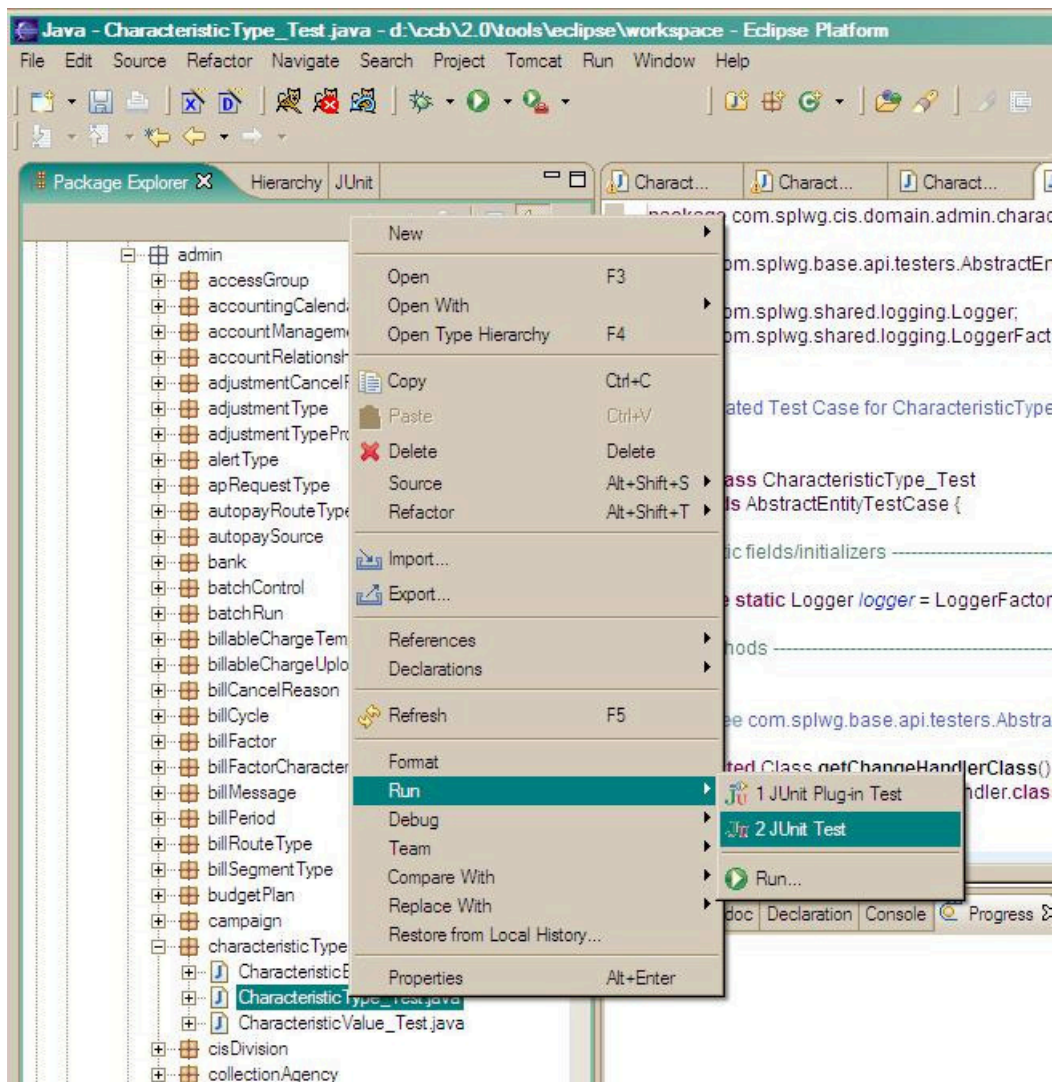 Java - CharacteristicType_Test.java - d:\ccb\2.0\tools\eclipse\workspace - Eclipse Platform
File Edit Source Refactor Navigate Search Project Tomcat Run Window Help
Package Explorer Hierarchy JUnit
Charact... Charact... Charact...
admin
accessGroup
accountingCalend
accountManagem
accountRelationsh
adjustmentCancel
adjustmentType
adjustmentTypePr
alertType
apRequestType
autopayRouteType
autopaySource
bank
batchControl
batchRun
billableChargeTem
billableChargeUplo
billCancelReason
billCycle
billFactor
billFactorCharacter
billMessage
billPeriod
billRouteType
billSegmentType
budgetPlan
campaign
characteristicType
Characteristic
CharacteristicType_Test.java
CharacteristicValue_Test.java
cisDivision
collectionAgency
New
Open F3
Open With
Open Type Hierarchy F4
Copy Ctrl+C
Paste Ctrl+V
Delete Delete
Source Alt+Shift+S
Refactor Alt+Shift+T
Import...
Export...
References
Declarations
Refresh F5
Format
Run
Debug
Team
Compare With
Replace With
Restore from Local History...
Properties Alt+Enter
1 JUnit Plug-in Test
2 JUnit Test
Run...
package com.splwg.cis.domain.admin.charac
om.splwg.base.api.testers.AbstractEn
om.splwg.shared.logging.Logger;
om.splwg.shared.logging.LoggerFact
ated Test Case for CharacteristicType
ass CharacteristicType_Test
ds AbstractEntityTestCase {
ic fields/initializers ----------------------------
e static Logger logger = LoggerFactor
hods ----------------------------
ee com.splwg.base.api.testers.Abstra
ted Class getChangeHandlerClass()
ndler.class
doc Declaration Console Progress